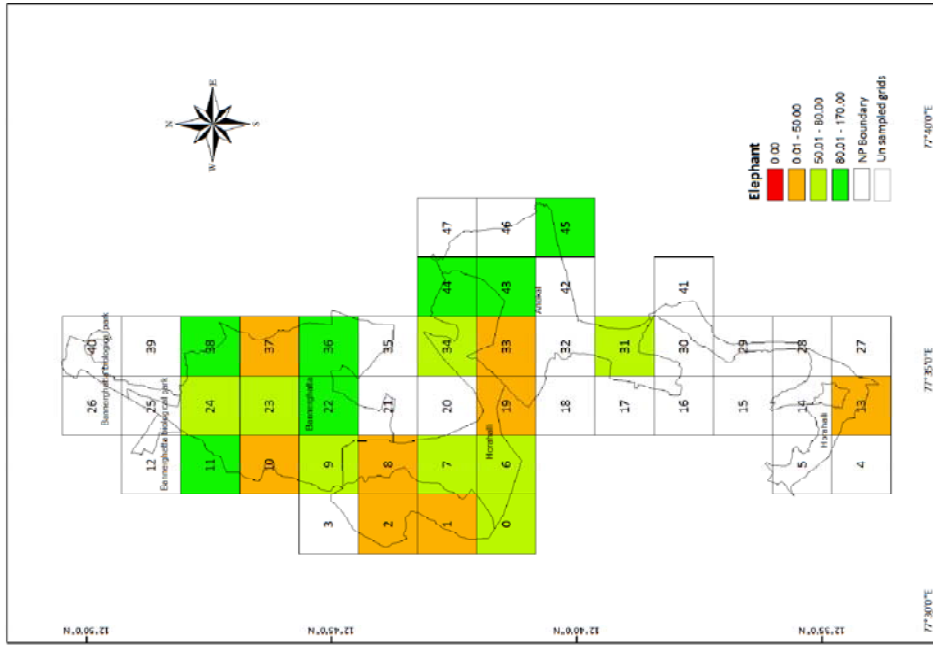 N
W
E
S
26
40
Bannerghatta biological park
12°50'0"N
12
25
39
Bannerghatta biological park
11
24
38
10
23
37
3
9
22
36
Bannerghatta
12°45'0"N
2
8
21
35
1
7
20
34
44
47
0
6
19
33
43
46
Horahalli
Anekal
18
32
42
45
12°40'0"N
17
31
16
30
41
15
29
5
14
28
Horahalli
4
13
27
12°35'0"N
Elephant
0.00
0.01 - 50.00
50.01 - 80.00
80.01 - 170.00
NP Boundary
Un sampled grids
77°30'0"E
77°35'0"E
77°40'0"E